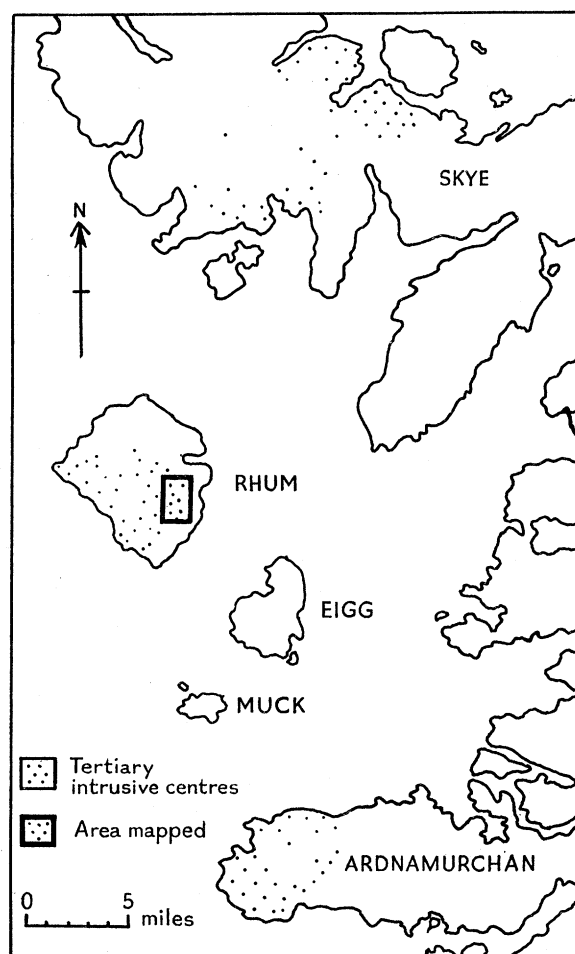 SKYE
N
RHUM
EIGG
MUCK
Tertiary
intrusive centres
Area mapped
ARDNAMURCHAN
0 5 miles